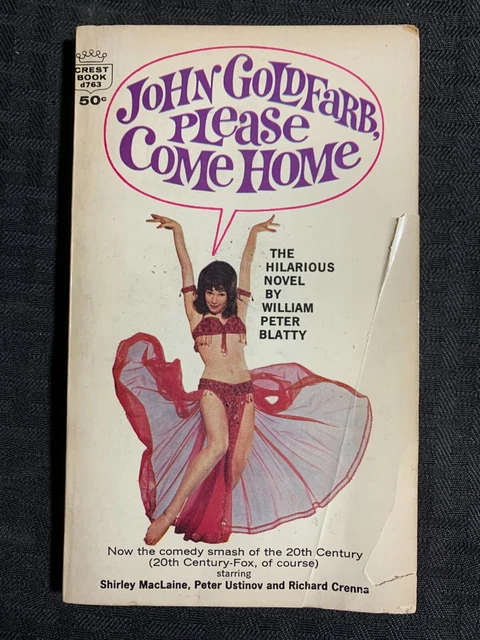 CREST
BOOK
d763
50¢
JOHN GOLDFARB,
PLEASE
COME HOME
THE
HILARIOUS
NOVEL
BY
WILLIAM
PETER
BLATTY
Now the comedy smash of the 20th Century
(20th Century-Fox, of course)
starring
Shirley MacLaine, Peter Ustinov and Richard Crenna